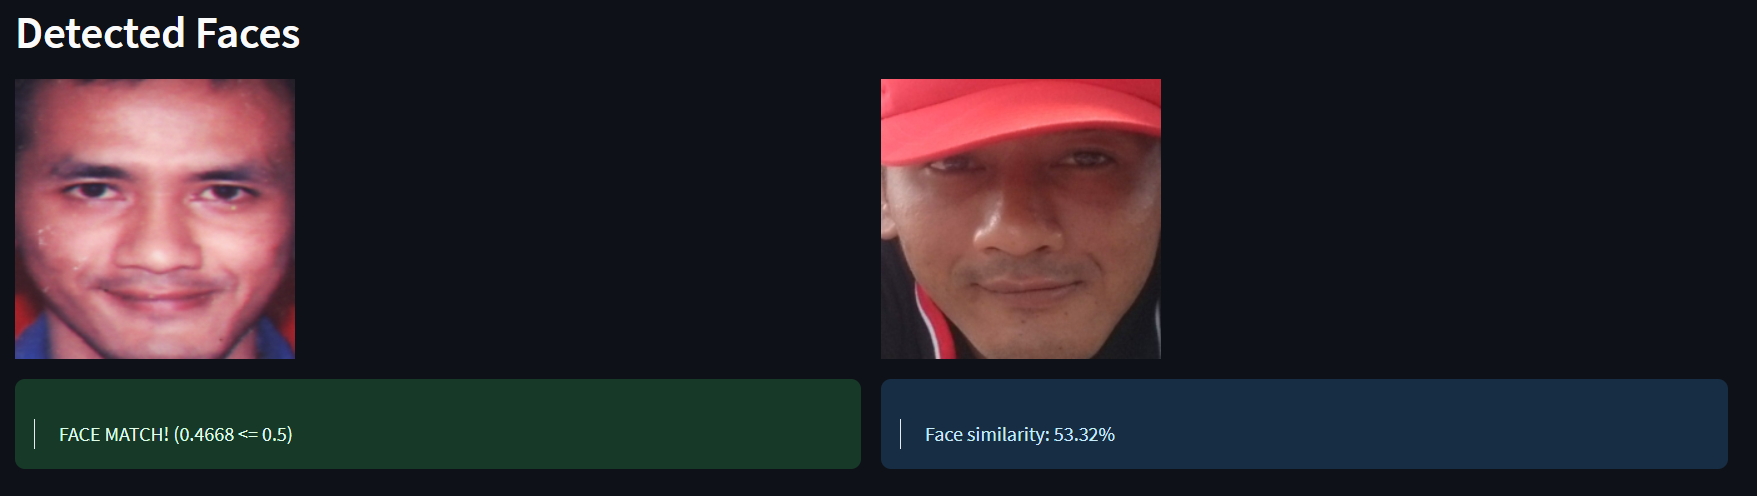 Detected Faces
FACE MATCH! (0.4668 <= 0.5)
Face similarity: 53.32%